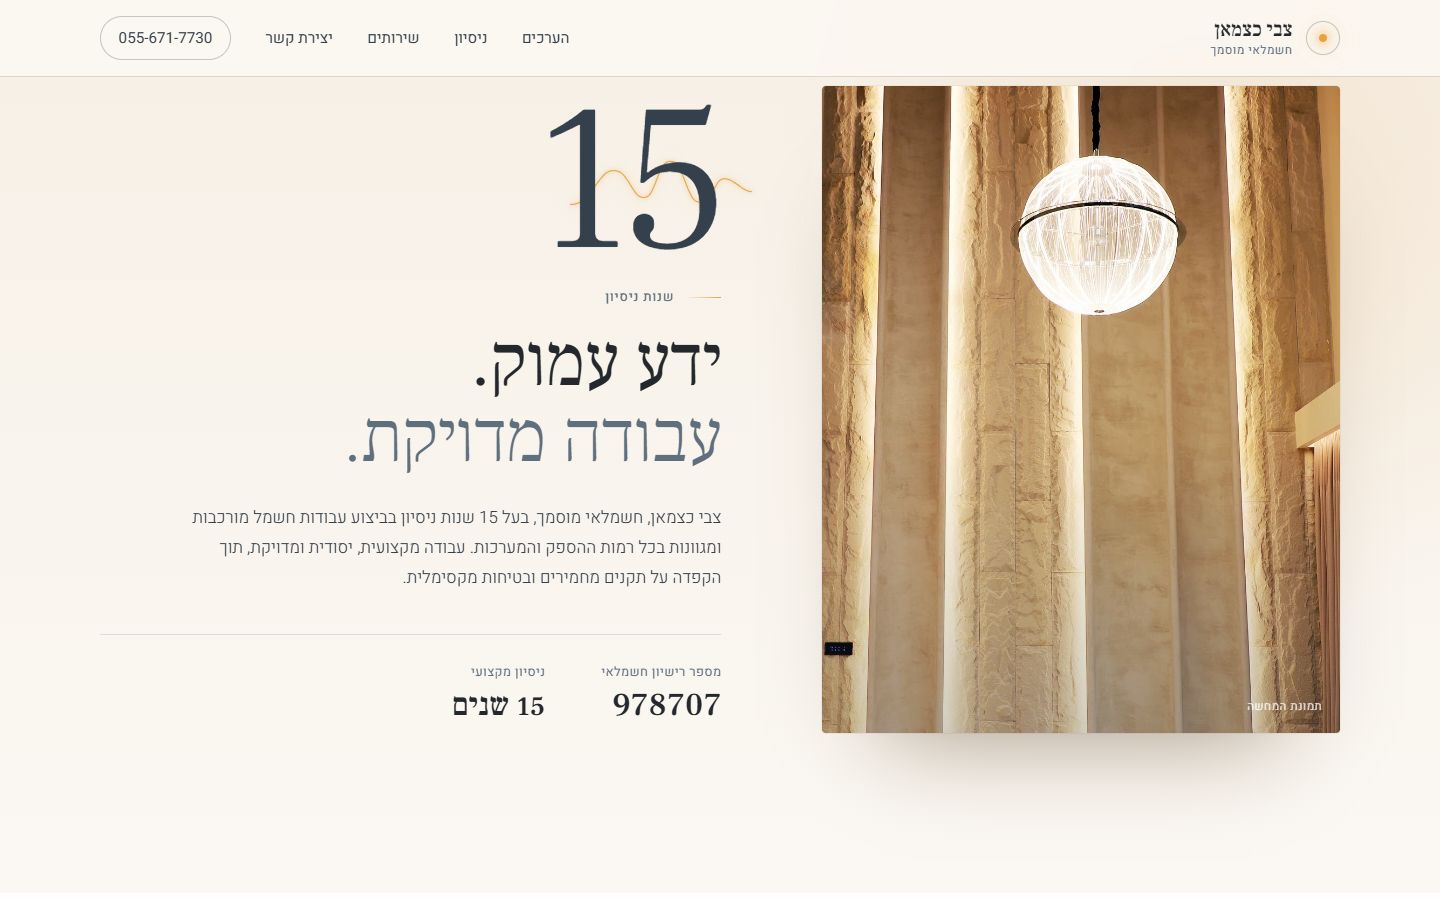 צבי כצמאן
חשמלאי מוסמך
הערכים
ניסיון
שירותים
יצירת קשר
055-671-7730
15
שנות ניסיון
ידע עמוק.
עבודה מדויקת.
צבי כצמאן, חשמלאי מוסמך, בעל 15 שנות ניסיון בביצוע עבודות חשמל מורכבות
ומגוונות בכל רמות ההספק והמערכות. עבודה מקצועית, יסודית ומדויקת, תוך
הקפדה על תקנים מחמירים ובטיחות מקסימלית.
מספר רישיון חשמלאי
978707
ניסיון מקצועי
15 שנים
תמונת המחשה